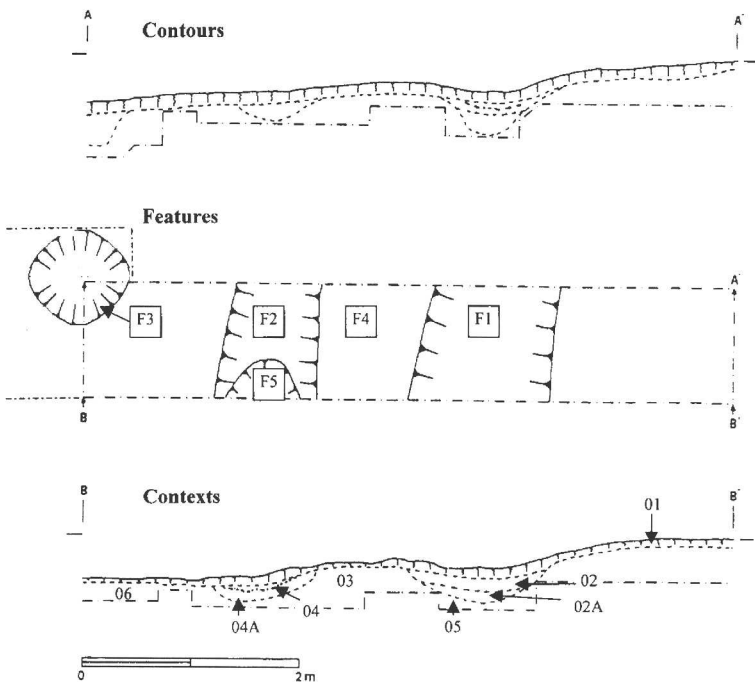 A A'
Contours
Features
A'
F3 F2 F4 F1
F5
B B'
B B'
Contexts
01
03 02
06 04 02A
04A 05
0 2 m